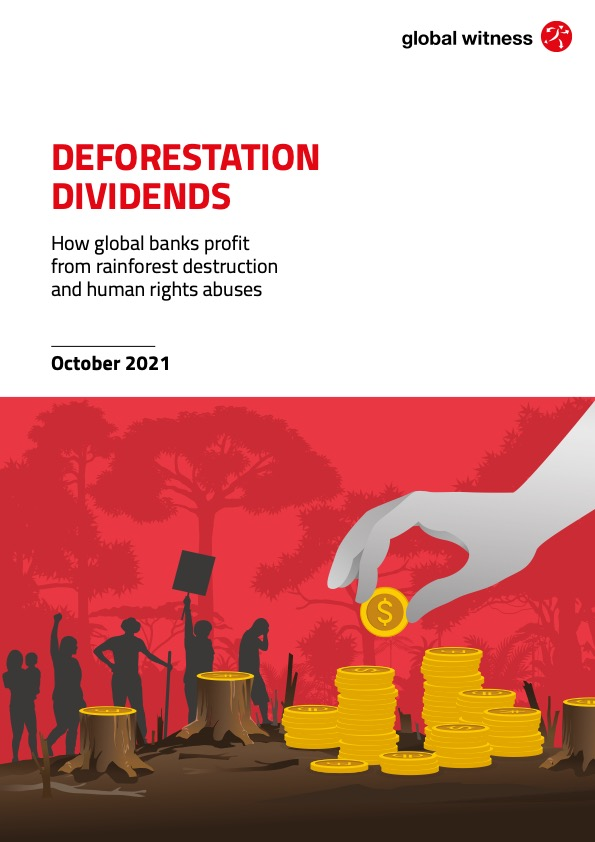 global witness
DEFORESTATION
DIVIDENDS
How global banks profit
from rainforest destruction
and human rights abuses
October 2021
$